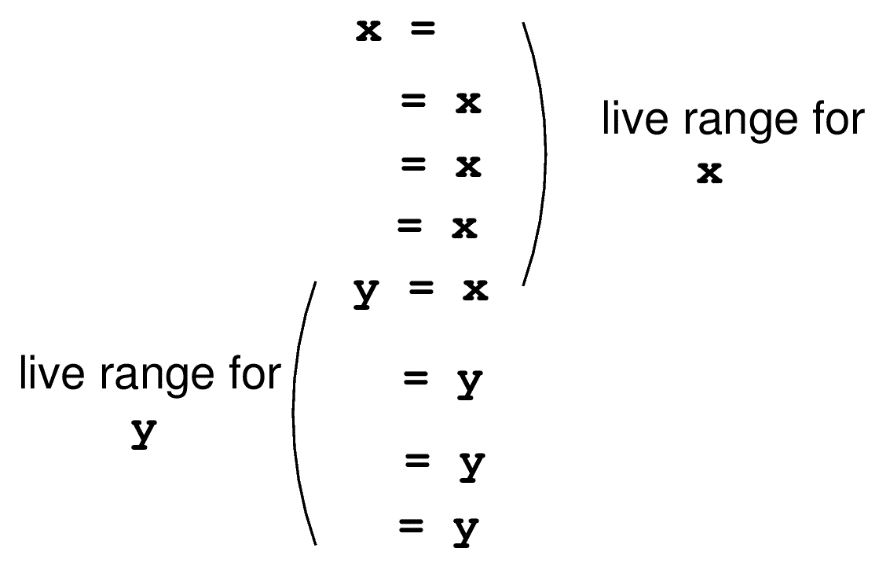 x =
= x
live range for
x
= x
= x
y = x
live range for
y
= y
= y
= y